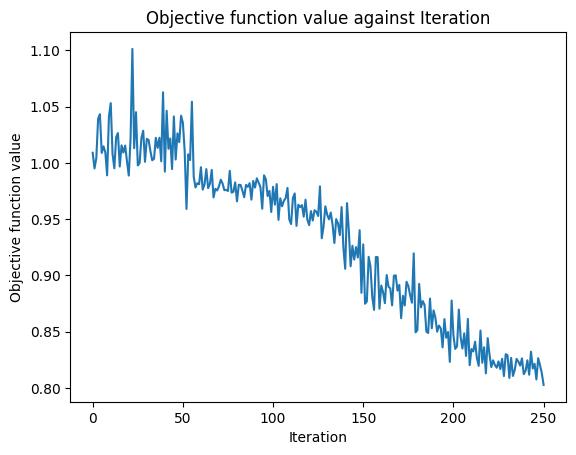 Objective function value against Iteration
1.10
1.05
1.00
0.95
0.90
0.85
0.80
Objective function value
0 50 100 150 200 250
Iteration